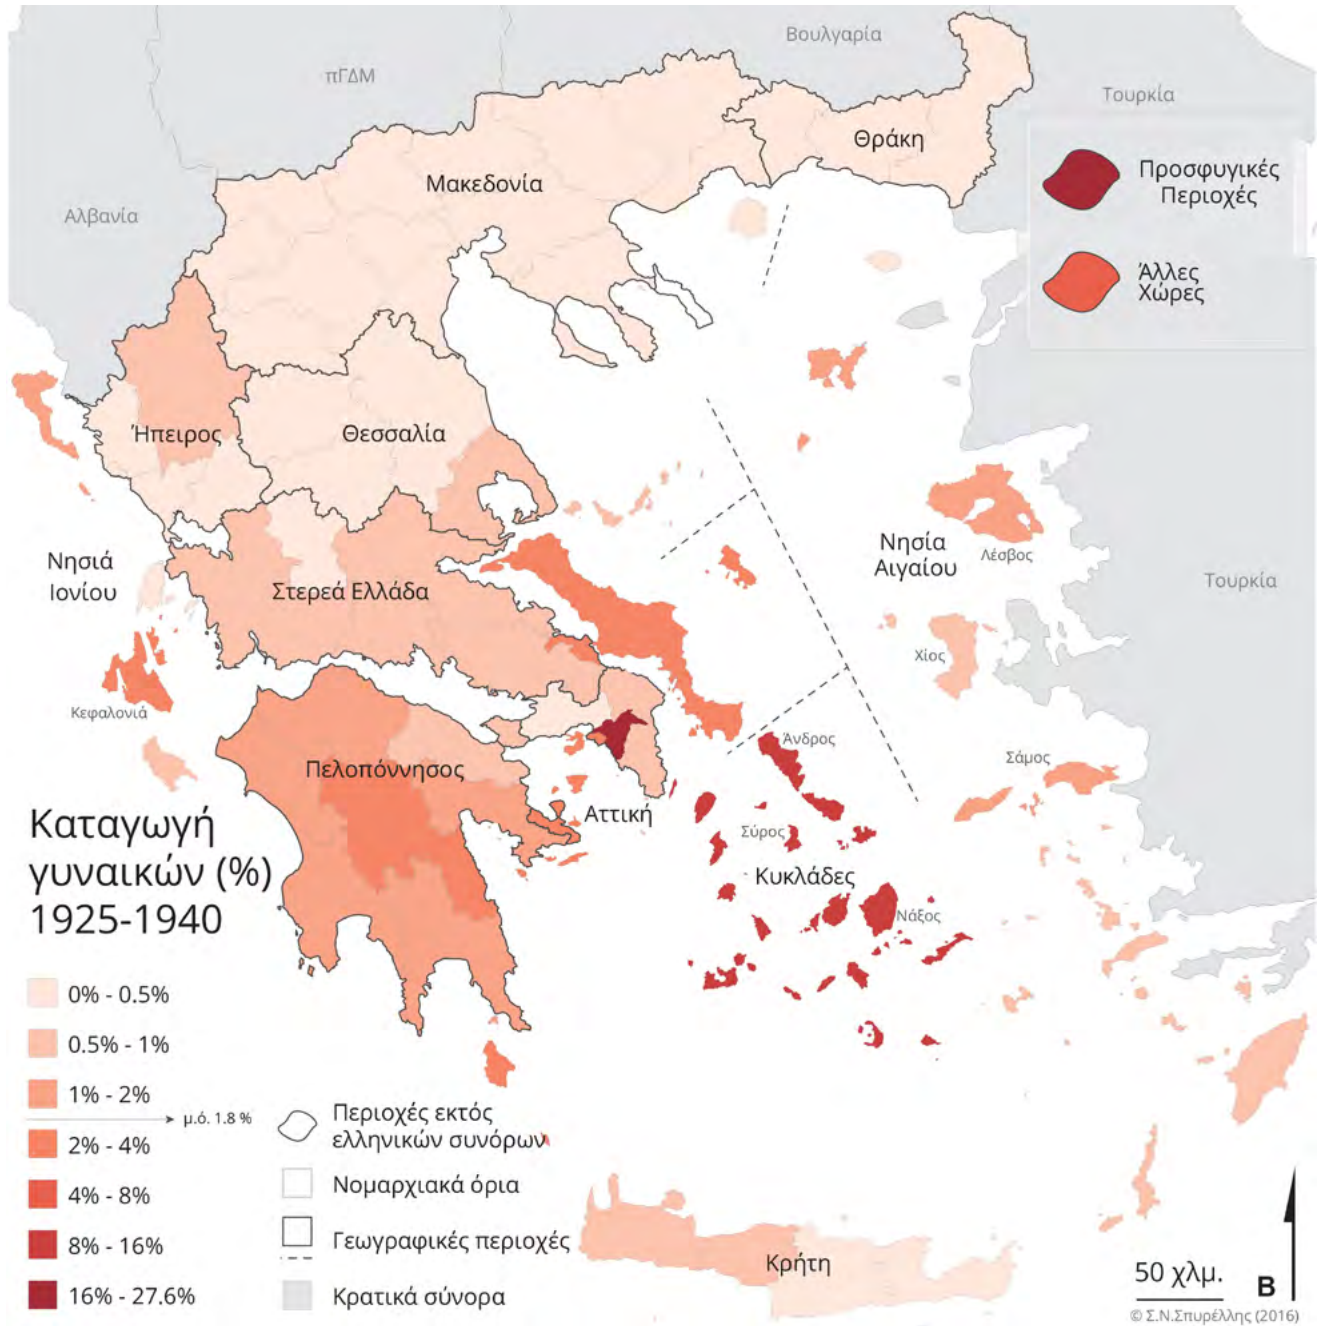 Βουλγαρία
πΓΔΜ
Τουρκία
Θράκη
Προσφυγικές
Περιοχές
Μακεδονία
Αλβανία
Άλλες
Χώρες
Ήπειρος
Θεσσαλία
Νησιά
Ιονίου
Στερεά Ελλάδα
Νησία
Αιγαίου
Λέσβος
Τουρκία
Χίος
Κεφαλονιά
Άνδρος
Πελοπόννησος
Σάμος
Αττική
Σύρος
Κυκλάδες
Νάξος
Καταγωγή
γυναικών (%)
1925-1940
0% - 0.5%
0.5% - 1%
1% - 2%
μ.ό. 1.8 %
2% - 4%
4% - 8%
8% - 16%
16% - 27.6%
Περιοχές εκτός
ελληνικών συνόρων
Νομαρχιακά όρια
Γεωγραφικές περιοχές
Κρατικά σύνορα
Κρήτη
50 χλμ.
Β
© Σ.Ν.Σπυρέλλης (2016)